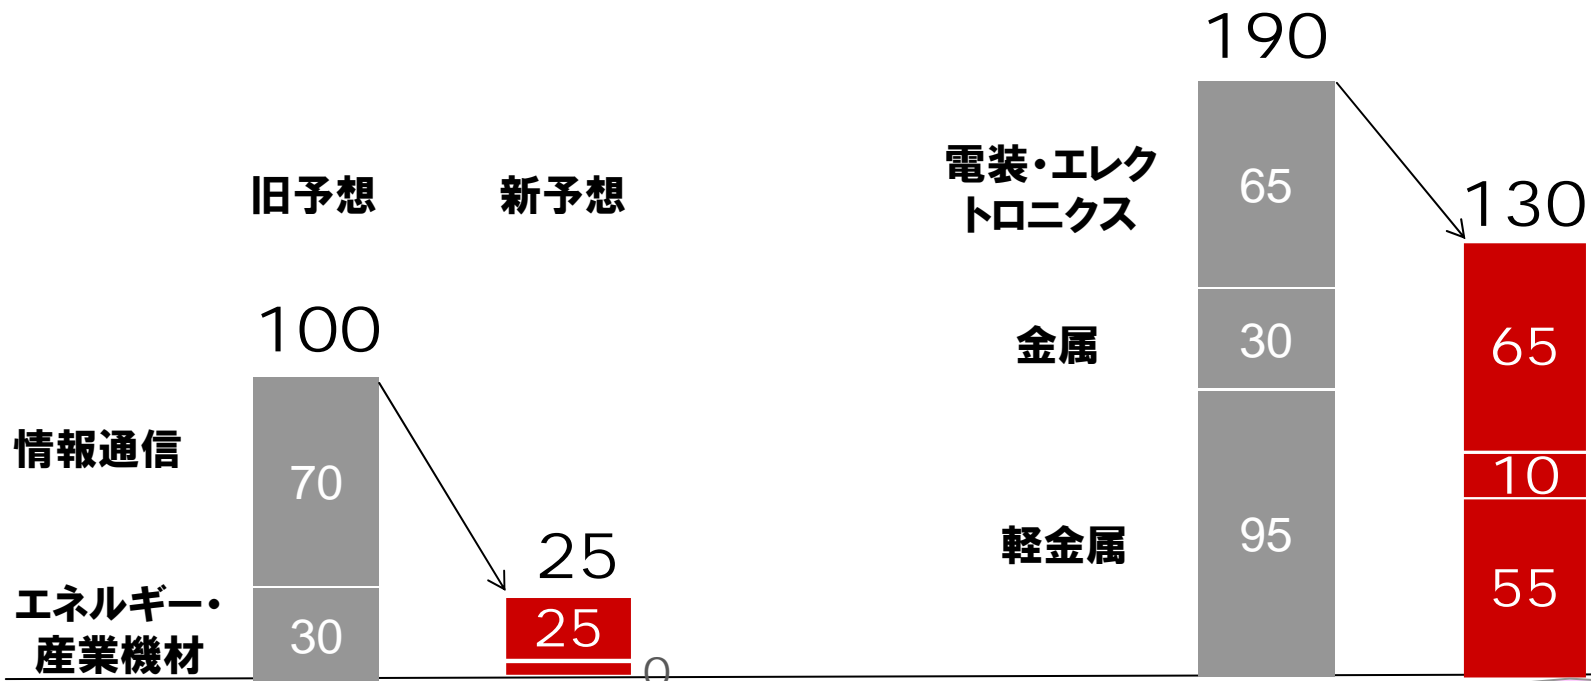 旧予想
新予想
100
情報通信
70
エネルギー・
産業機材
30
25
25
0
190
電装・エレク
トロニクス
65
金属
30
軽金属
95
130
65
10
55